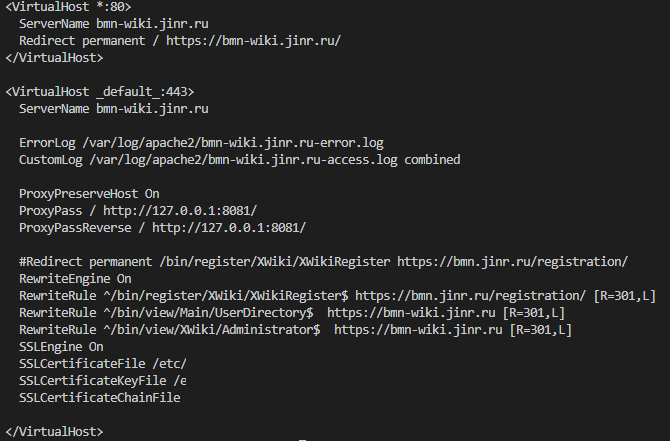 <VirtualHost *:80>
ServerName bmn-wiki.jinr.ru
Redirect permanent / https://bmn-wiki.jinr.ru/
</VirtualHost>
<VirtualHost _default_:443>
ServerName bmn-wiki.jinr.ru
ErrorLog /var/log/apache2/bmn-wiki.jinr.ru-error.log
CustomLog /var/log/apache2/bmn-wiki.jinr.ru-access.log combined
ProxyPreserveHost On
ProxyPass / http://127.0.0.1:8081/
ProxyPassReverse / http://127.0.0.1:8081/
#Redirect permanent /bin/register/XWiki/XWikiRegister https://bmn.jinr.ru/registration/
RewriteEngine On
RewriteRule ^/bin/register/XWiki/XWikiRegister$ https://bmn.jinr.ru/registration/ [R=301,L]
RewriteRule ^/bin/view/Main/UserDirectory$  https://bmn-wiki.jinr.ru [R=301,L]
RewriteRule ^/bin/view/XWiki/Administrator$  https://bmn-wiki.jinr.ru [R=301,L]
SSLEngine On
SSLCertificateFile /etc/
SSLCertificateKeyFile /e
SSLCertificateChainFile
</VirtualHost>